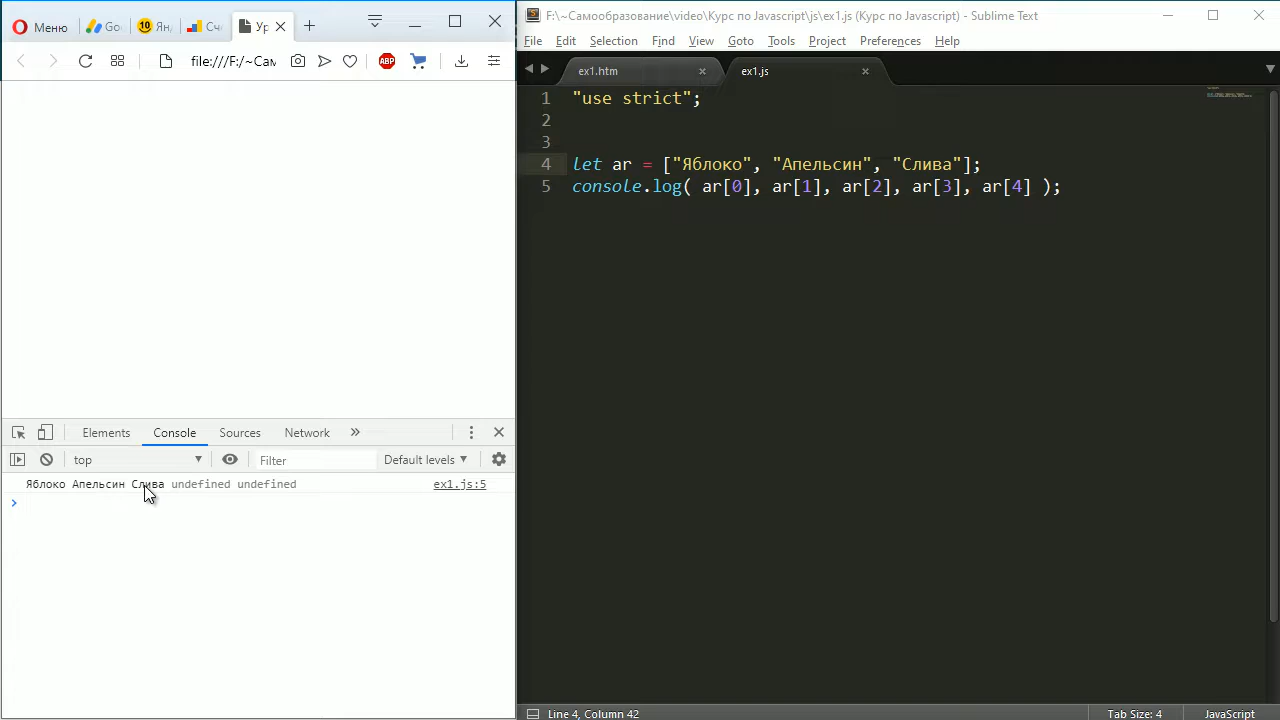 Меню Go 10 Янд Сч Ур
file:///F:/~Сам ABP
Elements Console Sources Network »
top Filter Default levels
Яблоко Апельсин Слива undefined undefined ex1.js:5
F:\~Самообразование\video\Курс по Javascript\js\ex1.js (Курс по Javascript) - Sublime Text
File Edit Selection Find View Goto Tools Project Preferences Help
ex1.htm ex1.js
1 "use strict";
2
3
4 let ar = ["Яблоко", "Апельсин", "Слива"];
5 console.log( ar[0], ar[1], ar[2], ar[3], ar[4] );
Line 4, Column 42 Tab Size: 4 JavaScript